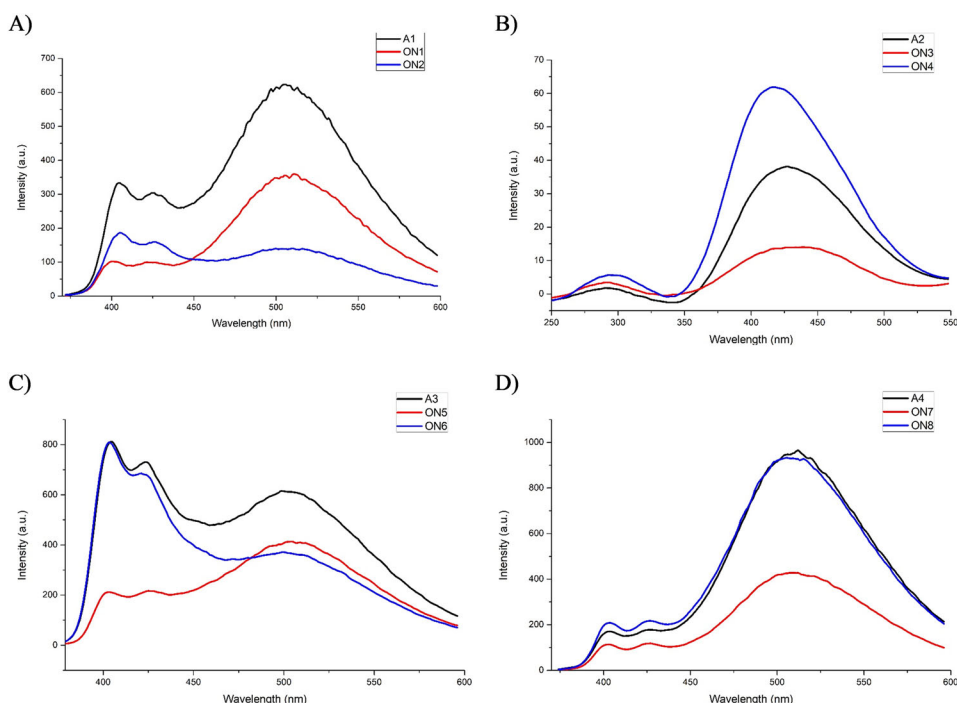 A)
A1
ON1
ON2
700
600
500
400
300
200
100
0
Intensity (a.u.)
400
450
500
550
600
Wavelength (nm)
B)
A2
ON3
ON4
70
60
50
40
30
20
10
0
Intensity (a.u.)
250
300
350
400
450
500
550
Wavelength (nm)
C)
A3
ON5
ON6
800
600
400
200
0
Intensity (a.u.)
400
450
500
550
600
Wavelength (nm)
D)
A4
ON7
ON8
1000
800
600
400
200
0
Intensity (a.u.)
400
450
500
550
600
Wavelength (nm)